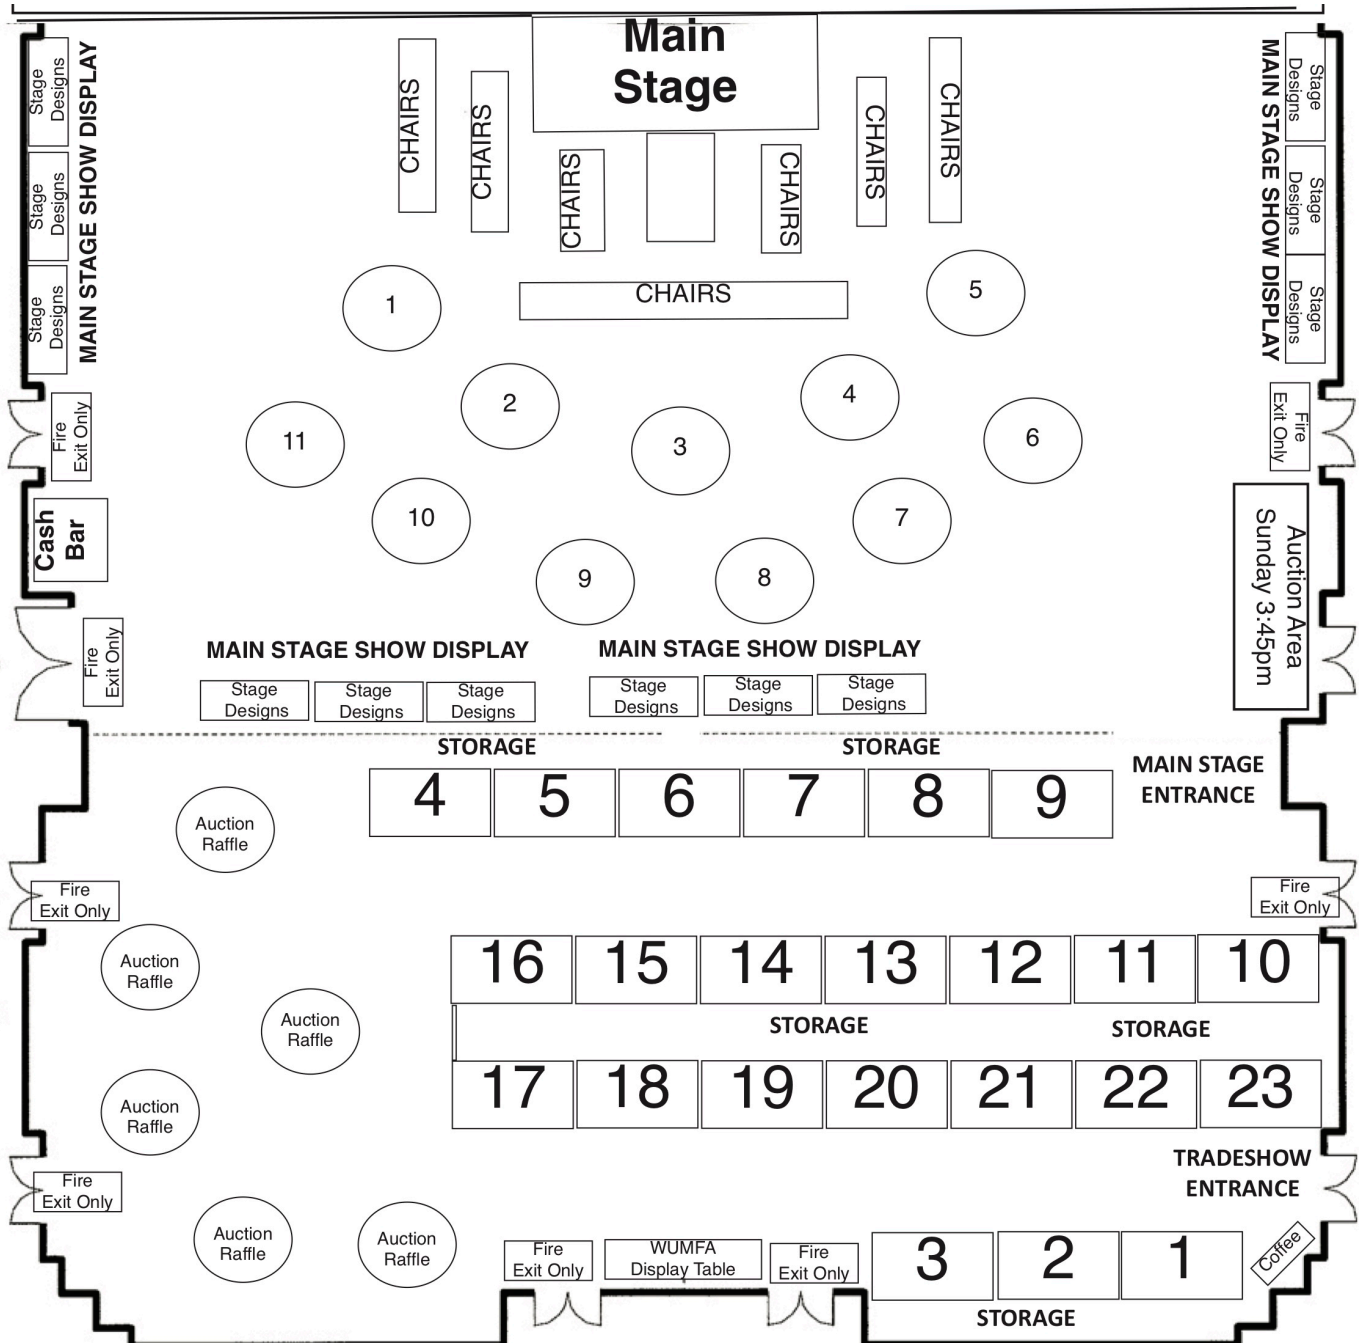 Main
Stage
CHAIRS
CHAIRS
CHAIRS
CHAIRS
CHAIRS
CHAIRS
CHAIRS
Stage
Designs
Stage
Designs
Stage
Designs
MAIN STAGE SHOW DISPLAY
MAIN STAGE SHOW DISPLAY
Stage
Designs
Stage
Designs
Stage
Designs
1
5
2
4
11
3
6
10
7
9
8
Fire
Exit Only
Fire
Exit Only
Cash
Bar
Auction Area
Sunday 3:45pm
Fire
Exit Only
MAIN STAGE SHOW DISPLAY
MAIN STAGE SHOW DISPLAY
Stage
Designs
Stage
Designs
Stage
Designs
Stage
Designs
Stage
Designs
Stage
Designs
STORAGE
STORAGE
4
5
6
7
8
9
MAIN STAGE
ENTRANCE
Auction
Raffle
Fire
Exit Only
Fire
Exit Only
Auction
Raffle
16
15
14
13
12
11
10
Auction
Raffle
STORAGE
STORAGE
Auction
Raffle
17
18
19
20
21
22
23
TRADESHOW
ENTRANCE
Fire
Exit Only
Auction
Raffle
Auction
Raffle
Fire
Exit Only
WUMFA
Display Table
Fire
Exit Only
3
2
1
Coffee
STORAGE